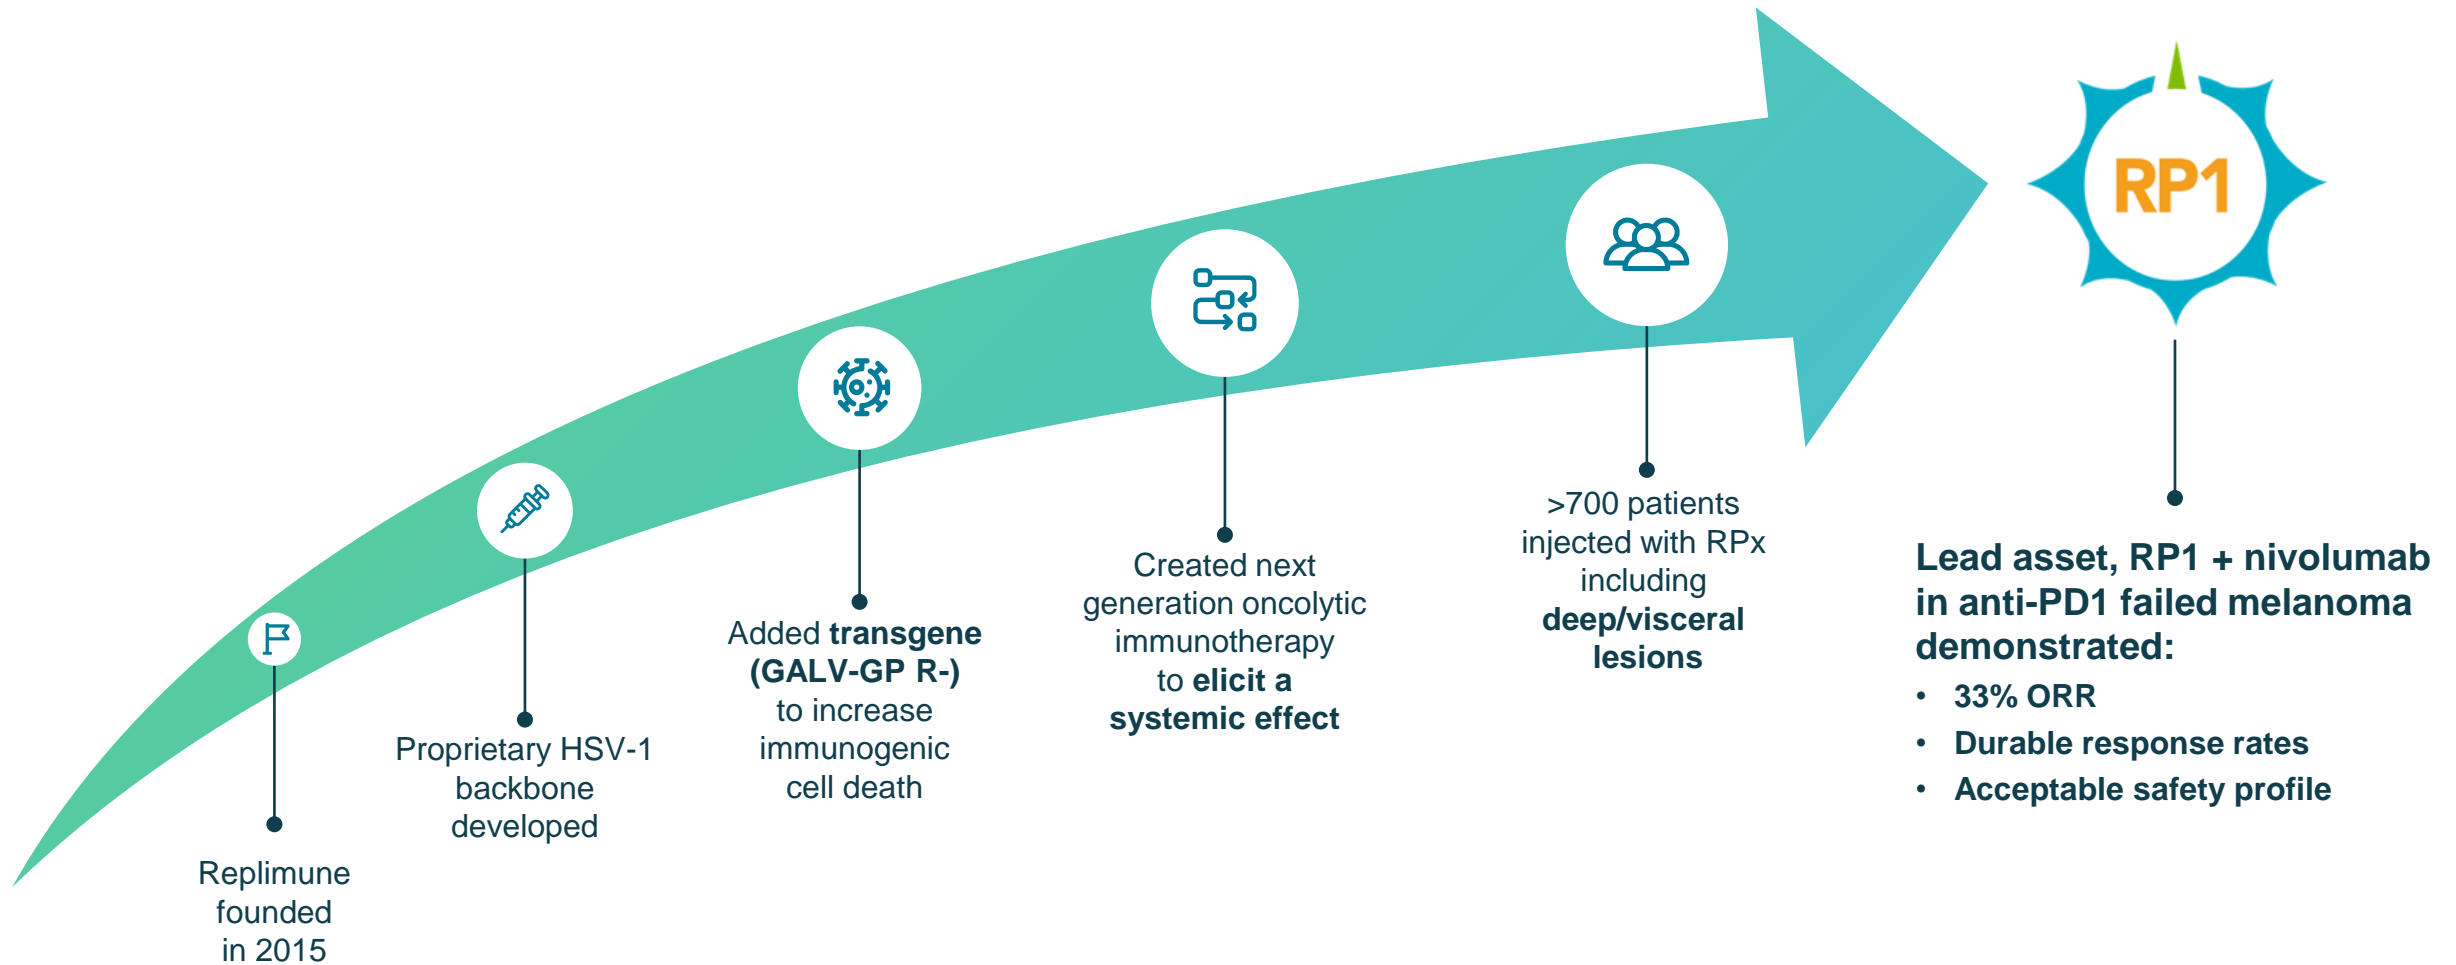 Replimune
founded
in 2015
Proprietary HSV-1
backbone
developed
Added transgene
(GALV-GP R-)
to increase
immunogenic
cell death
Created next
generation oncolytic
immunotherapy
to elicit a
systemic effect
>700 patients
injected with RPx
including
deep/visceral
lesions
RP1
Lead asset, RP1 + nivolumab
in anti-PD1 failed melanoma
demonstrated:
• 33% ORR
• Durable response rates
• Acceptable safety profile